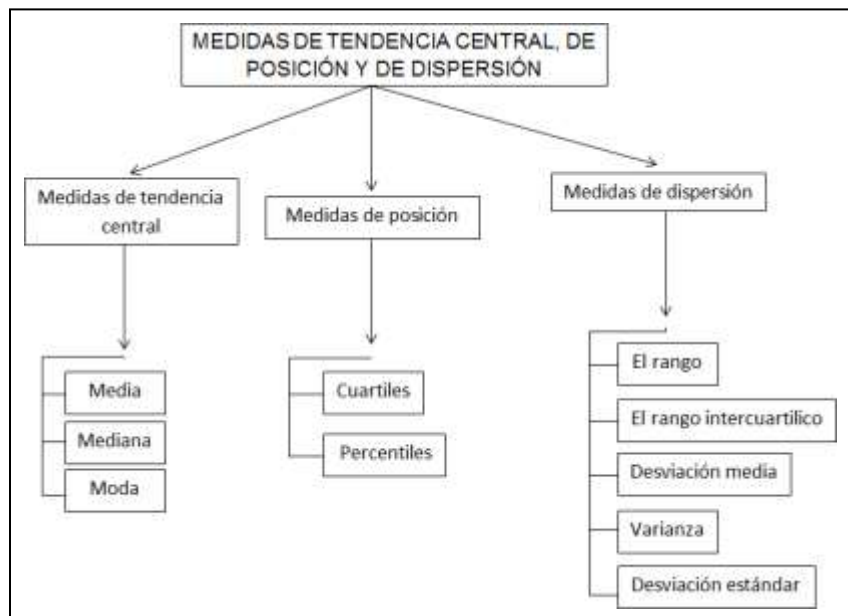 MEDIDAS DE TENDENCIA CENTRAL, DE
POSICIÓN Y DE DISPERSIÓN
Medidas de tendencia
central
Medidas de posición
Medidas de dispersión
Media
Mediana
Moda
Cuartiles
Percentiles
El rango
El rango intercuartilico
Desviación media
Varianza
Desviación estándar